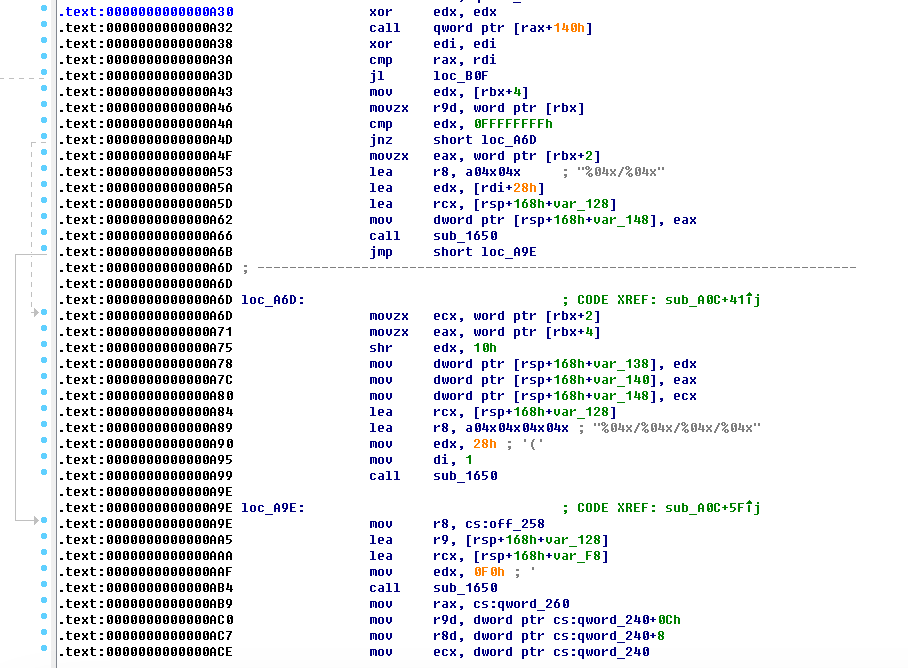 .text:0000000000000A30 xor edx, edx
.text:0000000000000A32 call qword ptr [rax+140h]
.text:0000000000000A38 xor edi, edi
.text:0000000000000A3A cmp rax, rdi
.text:0000000000000A3D jl loc_B0F
.text:0000000000000A43 mov edx, [rbx+4]
.text:0000000000000A46 movzx r9d, word ptr [rbx]
.text:0000000000000A4A cmp edx, 0FFFFFFFFh
.text:0000000000000A4D jnz short loc_A6D
.text:0000000000000A4F movzx eax, word ptr [rbx+2]
.text:0000000000000A53 lea r8, a04x04x ; "%04x/%04x"
.text:0000000000000A5A lea edx, [rdi+28h]
.text:0000000000000A5D lea rcx, [rsp+168h+var_128]
.text:0000000000000A62 mov dword ptr [rsp+168h+var_148], eax
.text:0000000000000A66 call sub_1650
.text:0000000000000A6B jmp short loc_A9E
.text:0000000000000A6D ; ---------------------------------------------------------------------------
.text:0000000000000A6D
.text:0000000000000A6D loc_A6D: ; CODE XREF: sub_A0C+41↑j
.text:0000000000000A6D movzx ecx, word ptr [rbx+2]
.text:0000000000000A71 movzx eax, word ptr [rbx+4]
.text:0000000000000A75 shr edx, 10h
.text:0000000000000A78 mov dword ptr [rsp+168h+var_138], edx
.text:0000000000000A7C mov dword ptr [rsp+168h+var_140], eax
.text:0000000000000A80 mov dword ptr [rsp+168h+var_148], ecx
.text:0000000000000A84 lea rcx, [rsp+168h+var_128]
.text:0000000000000A89 lea r8, a04x04x04x04x ; "%04x/%04x/%04x/%04x"
.text:0000000000000A90 mov edx, 28h ; '('
.text:0000000000000A95 mov di, 1
.text:0000000000000A99 call sub_1650
.text:0000000000000A9E
.text:0000000000000A9E loc_A9E: ; CODE XREF: sub_A0C+5F↑j
.text:0000000000000A9E mov r8, cs:off_258
.text:0000000000000AA5 lea r9, [rsp+168h+var_128]
.text:0000000000000AAA lea rcx, [rsp+168h+var_F8]
.text:0000000000000AAF mov edx, 0F0h ; '
.text:0000000000000AB4 call sub_1650
.text:0000000000000AB9 mov rax, cs:qword_260
.text:0000000000000AC0 mov r9d, dword ptr cs:qword_240+0Ch
.text:0000000000000AC7 mov r8d, dword ptr cs:qword_240+8
.text:0000000000000ACE mov ecx, dword ptr cs:qword_240